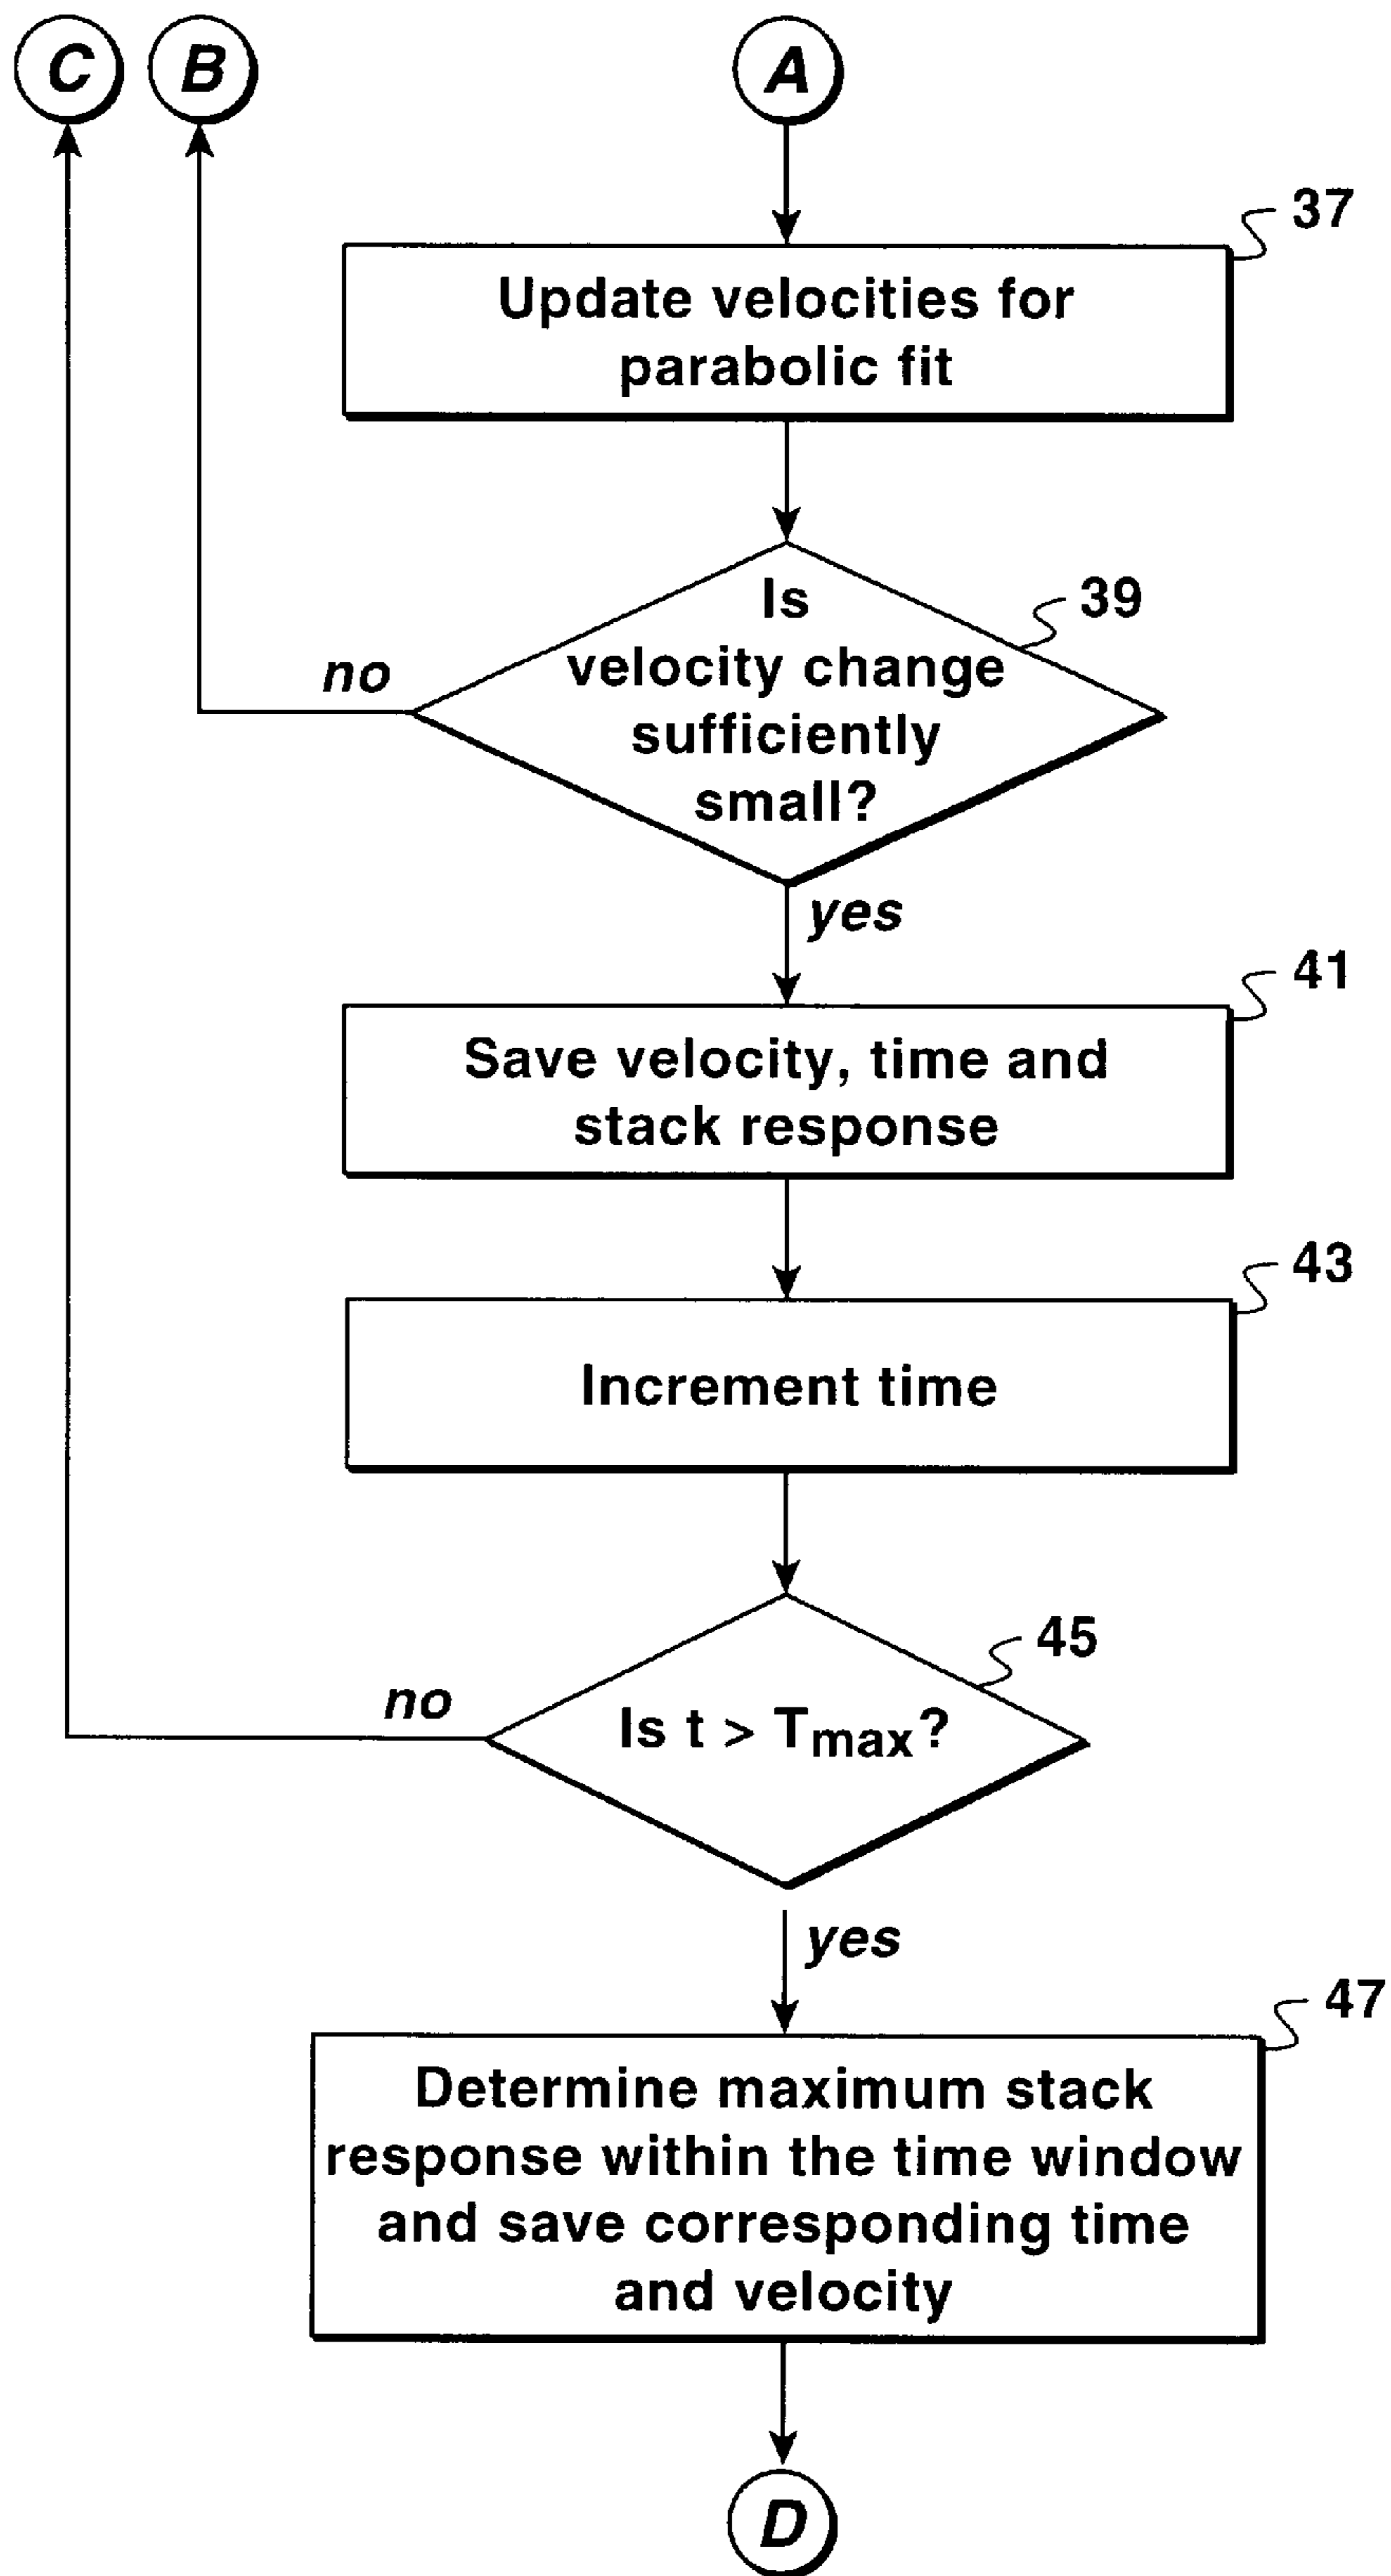 C B A
37
Update velocities for
parabolic fit
Is
39
velocity change
no
sufficiently
small?
yes
41
Save velocity, time and
stack response
43
Increment time
45
no
Is t > Tmax?
yes
47
Determine maximum stack
response within the time window
and save corresponding time
and velocity
D